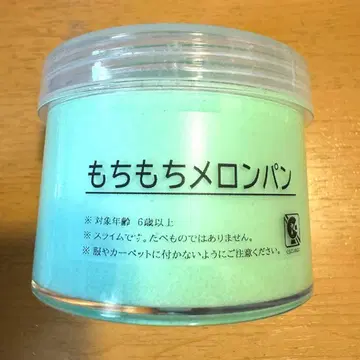 もちもちメロンパン
※ 対象年齢 6歳以上
※ スライムです。たべものではありません。
※ 服やカーペットに付かないようにご注意ください。